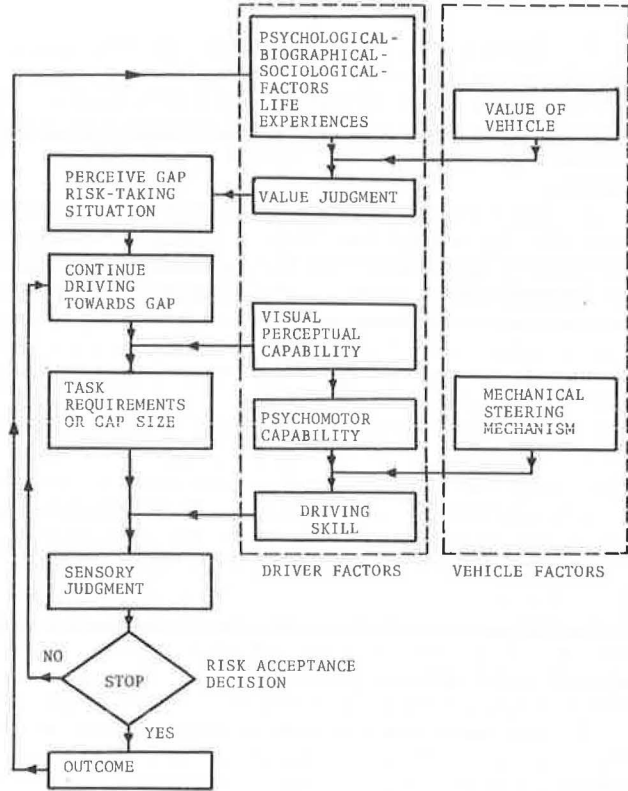 PSYCHOLOGICAL-
BIOGRAPHICAL-
SOCIOLOGICAL-
FACTORS
LIFE
EXPERIENCES
VALUE OF
VEHICLE
PERCEIVE GAP
RISK-TAKING
SITUATION
VALUE JUDGMENT
CONTINUE
DRIVING
TOWARDS GAP
VISUAL
PERCEPTUAL
CAPABILITY
TASK
REQUIREMENTS
OR GAP SIZE
PSYCHOMOTOR
CAPABILITY
MECHANICAL
STEERING
MECHANISM
DRIVING
SKILL
SENSORY
JUDGMENT
DRIVER FACTORS
VEHICLE FACTORS
NO
STOP
RISK ACCEPTANCE
DECISION
YES
OUTCOME